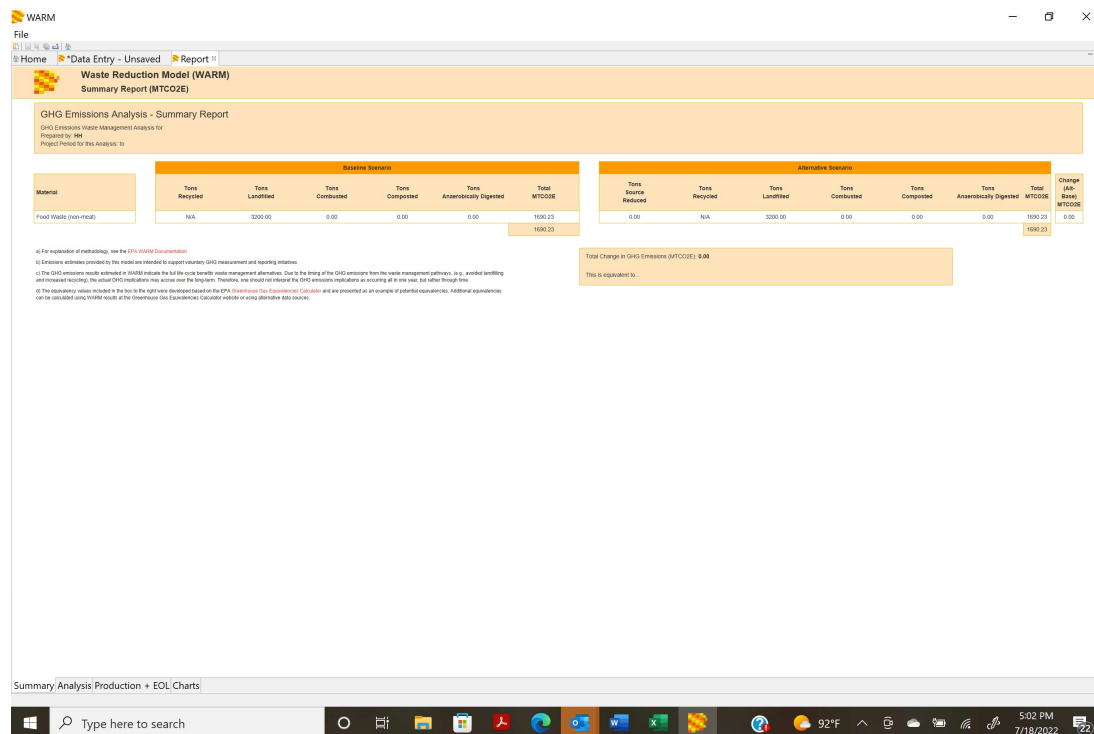 WARM
File
Home *Data Entry - Unsaved Report
Waste Reduction Model (WARM)
Summary Report (MTCO2E)
GHG Emissions Analysis - Summary Report
GHG Emissions Waste Management Analysis for
Prepared by: HH
Project Period for this Analysis: to
Baseline Scenario Alternative Scenario
Material Tons Recycled Tons Landfilled Tons Combusted Tons Composted Tons Anaerobically Digested Total MTCO2E Tons Source Reduced Tons Recycled Tons Landfilled Tons Combusted Tons Composted Tons Anaerobically Digested Total MTCO2E Change (Alt-Base) MTCO2E
Food Waste (non-meat) N/A 3200.00 0.00 0.00 0.00 1690.23 0.00 N/A 3200.00 0.00 0.00 0.00 1690.23 0.00
1690.23 1690.23
a) For explanation of methodology, see the EPA WARM Documentation
b) Emissions estimates provided by this model are intended to support voluntary GHG measurement and reporting initiatives.
c) The GHG emissions results estimated in WARM indicate the full life-cycle benefits waste management alternatives. Due to the timing of the GHG emissions from the waste management pathways, (e.g., avoided landfilling
and increased recycling), the actual GHG implications may accrue over the long-term. Therefore, one should not interpret the GHG emissions implications as occurring all in one year, but rather through time.
d) The equivalency values included in the box to the right were developed based on the EPA Greenhouse Gas Equivalencies Calculator and are presented as an example of potential equivalencies. Additional equivalencies
can be calculated using WARM results at the Greenhouse Gas Equivalencies Calculator website or using alternative data sources.
Total Change in GHG Emissions (MTCO2E): 0.00
This is equivalent to...
Summary Analysis Production + EOL Charts
Type here to search
92°F
5:02 PM
7/18/2022
22